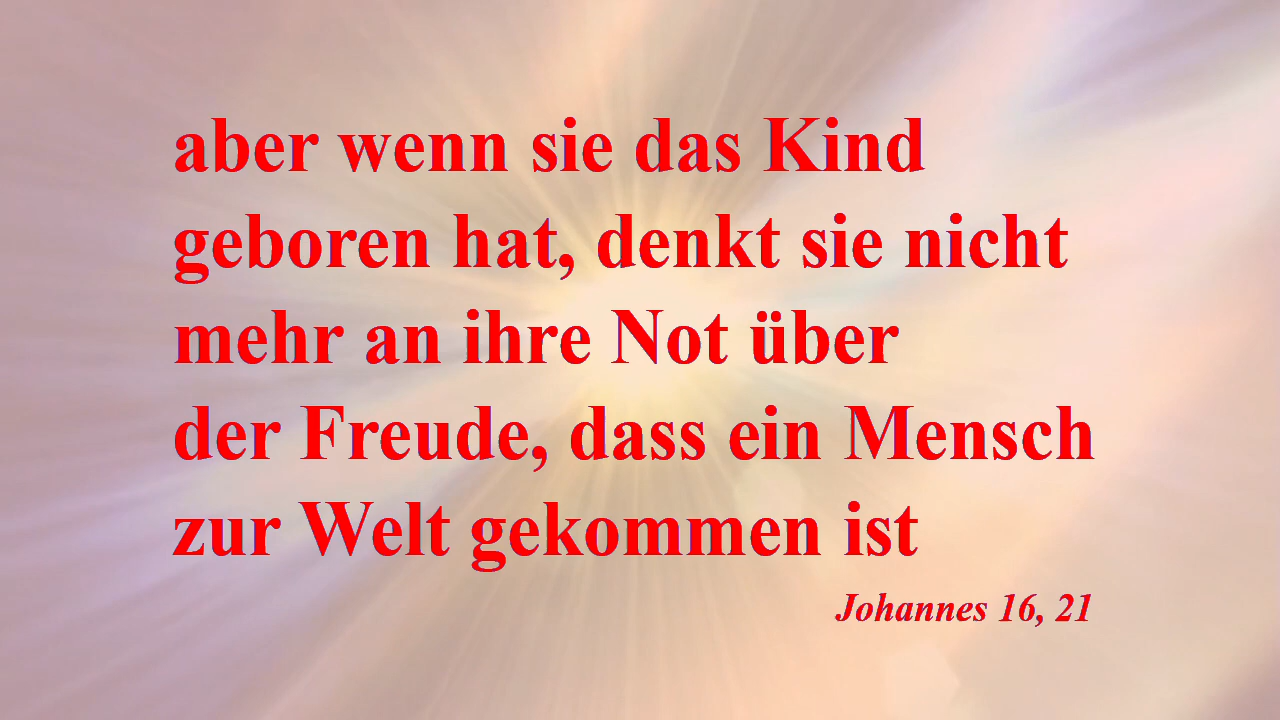 aber wenn sie das Kind
geboren hat, denkt sie nicht
mehr an ihre Not über
der Freude, dass ein Mensch
zur Welt gekommen ist
Johannes 16, 21